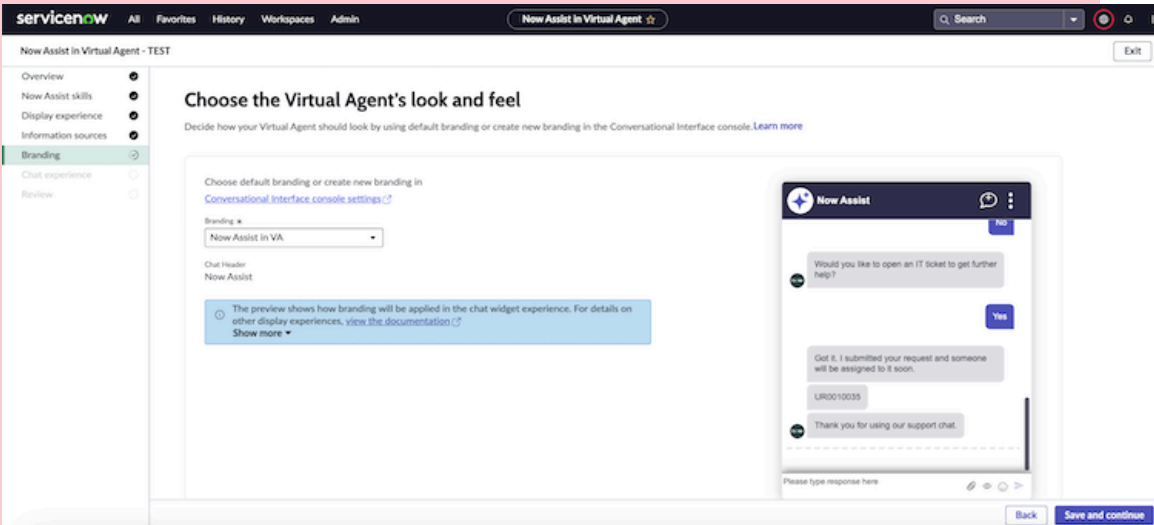 servicenow All Favorites History Workspaces Admin Now Assist in Virtual Agent ☆ Search
Now Assist in Virtual Agent - TEST Exit
Overview
Now Assist skills
Display experience
Information sources
Branding
Chat experience
Review
Choose the Virtual Agent's look and feel
Decide how your Virtual Agent should look by using default branding or create new branding in the Conversational Interface console. Learn more
Choose default branding or create new branding in
Conversational Interface console settings
Branding *
Now Assist in VA
Chat Header
Now Assist
The preview shows how branding will be applied in the chat widget experience. For details on
other display experiences, view the documentation
Show more
Now Assist
No
Would you like to open an IT ticket to get further
help?
Yes
Got it. I submitted your request and someone
will be assigned to it soon.
UR0010035
Thank you for using our support chat.
Please type response here
Back Save and continue